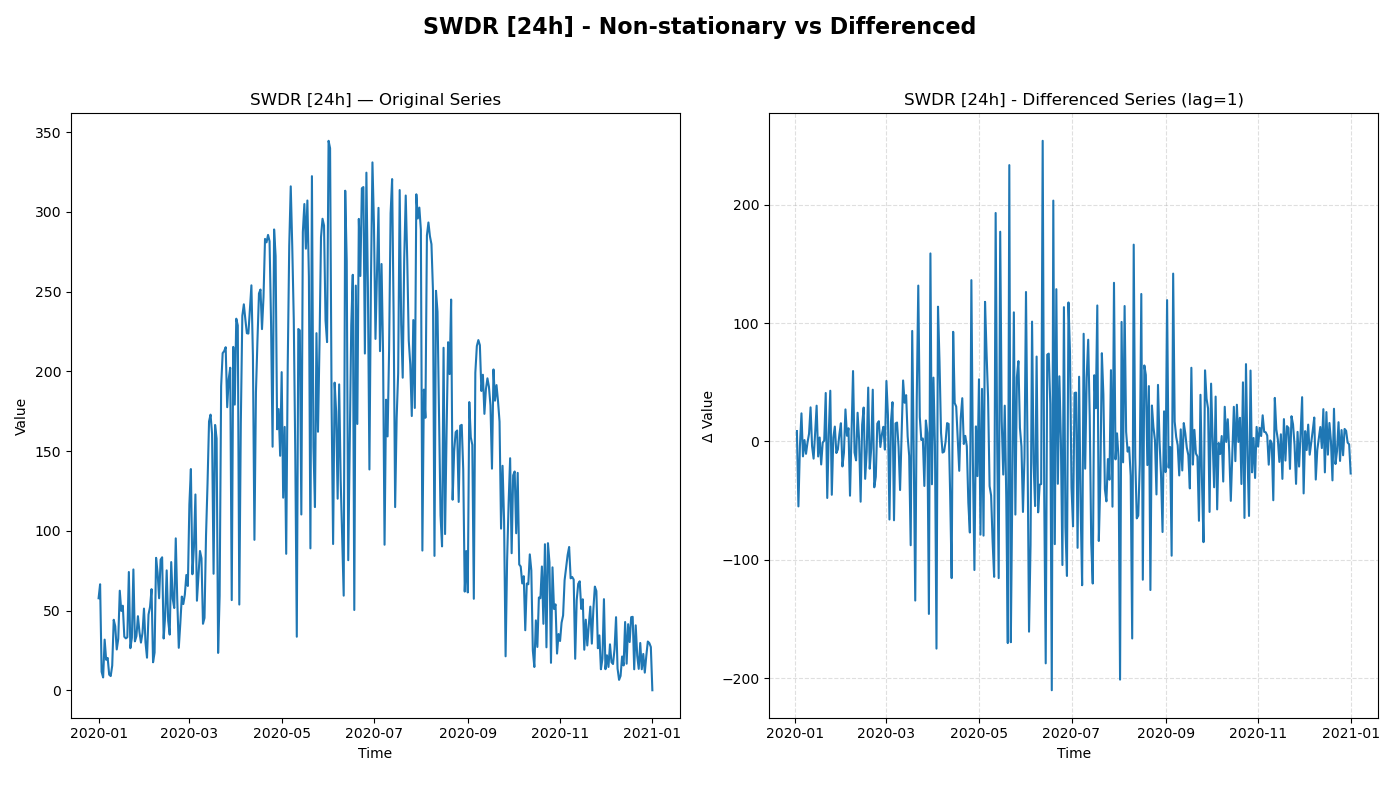 SWDR [24h] - Non-stationary vs Differenced
SWDR [24h] — Original Series
350
300
250
200
150
100
50
0
Value
2020-01 2020-03 2020-05 2020-07 2020-09 2020-11 2021-01
Time
SWDR [24h] - Differenced Series (lag=1)
200
100
0
−100
−200
Δ Value
2020-01 2020-03 2020-05 2020-07 2020-09 2020-11 2021-01
Time